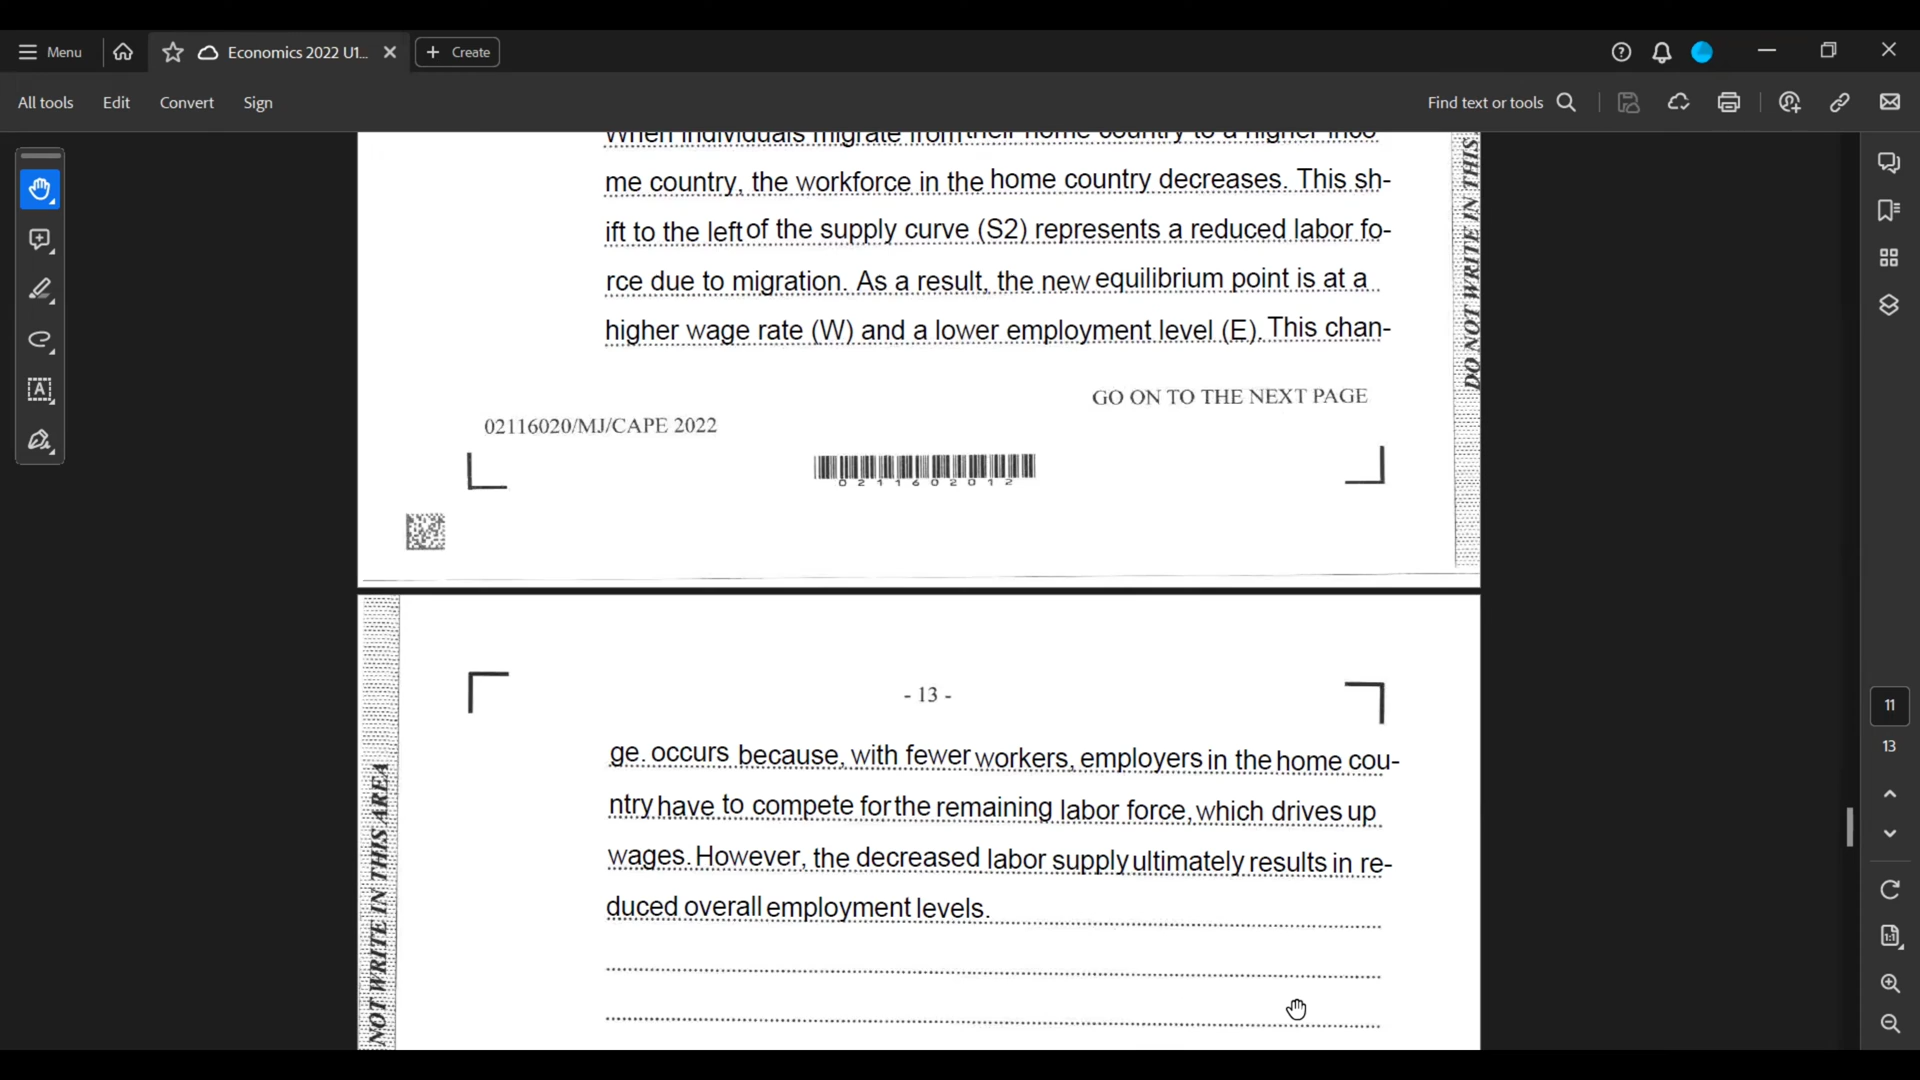 Menu
Economics 2022 U1...
Create
All tools
Edit
Convert
Sign
Find text or tools
When individuals migrate from their home country to a higher inco
me country, the workforce in the home country decreases. This sh-
ift to the left of the supply curve (S2) represents a reduced labor fo-
rce due to migration. As a result, the new equilibrium point is at a
higher wage rate (W) and a lower employment level (E). This chan-
GO ON TO THE NEXT PAGE
02116020/MJ/CAPE 2022
0211602012
DO NOT WRITE IN THIS
- 13 -
ge. occurs because, with fewer workers, employers in the home cou-
ntry have to compete for the remaining labor force, which drives up
wages. However, the decreased labor supply ultimately results in re-
duced overall employment levels.
NOT WRITE IN THIS AREA
11
13
1:1